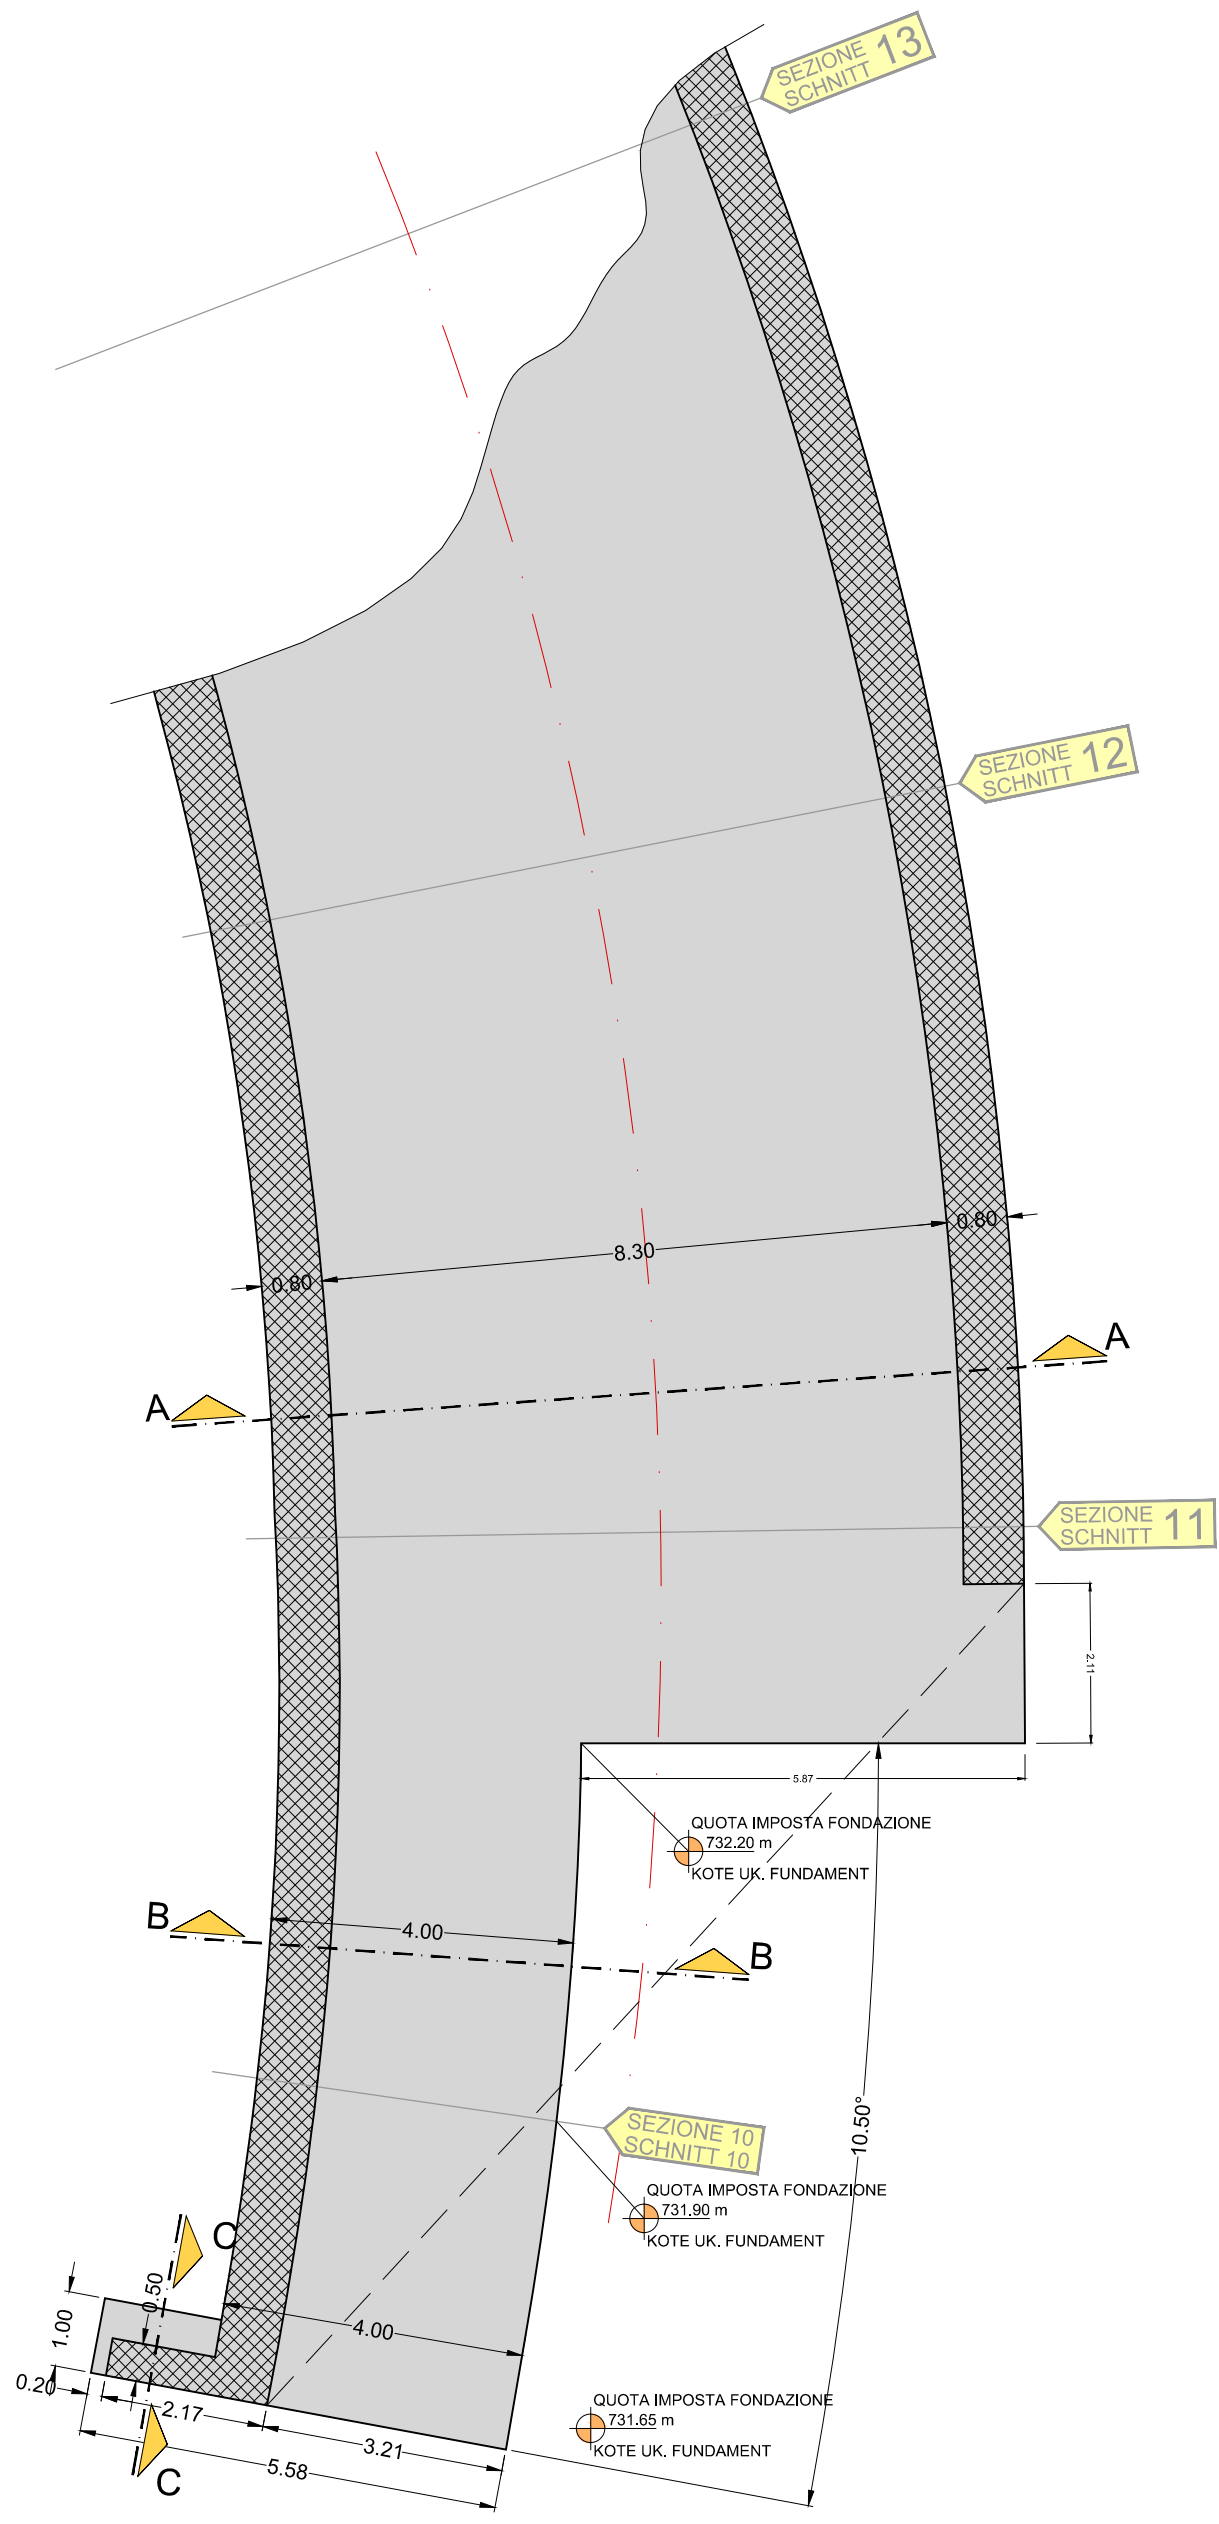 SEZIONE
SCHNITT 13
SEZIONE
SCHNITT 12
0.80
8.30
0.80
A
A
SEZIONE
SCHNITT 11
2.11
5.87
QUOTA IMPOSTA FONDAZIONE
732.20 m
KOTE UK. FUNDAMENT
B
4.00
B
10.50°
SEZIONE 10
SCHNITT 10
QUOTA IMPOSTA FONDAZIONE
731.90 m
KOTE UK. FUNDAMENT
C
0.50
1.00
4.00
0.20
2.17
3.21
5.58
C
QUOTA IMPOSTA FONDAZIONE
731.65 m
KOTE UK. FUNDAMENT